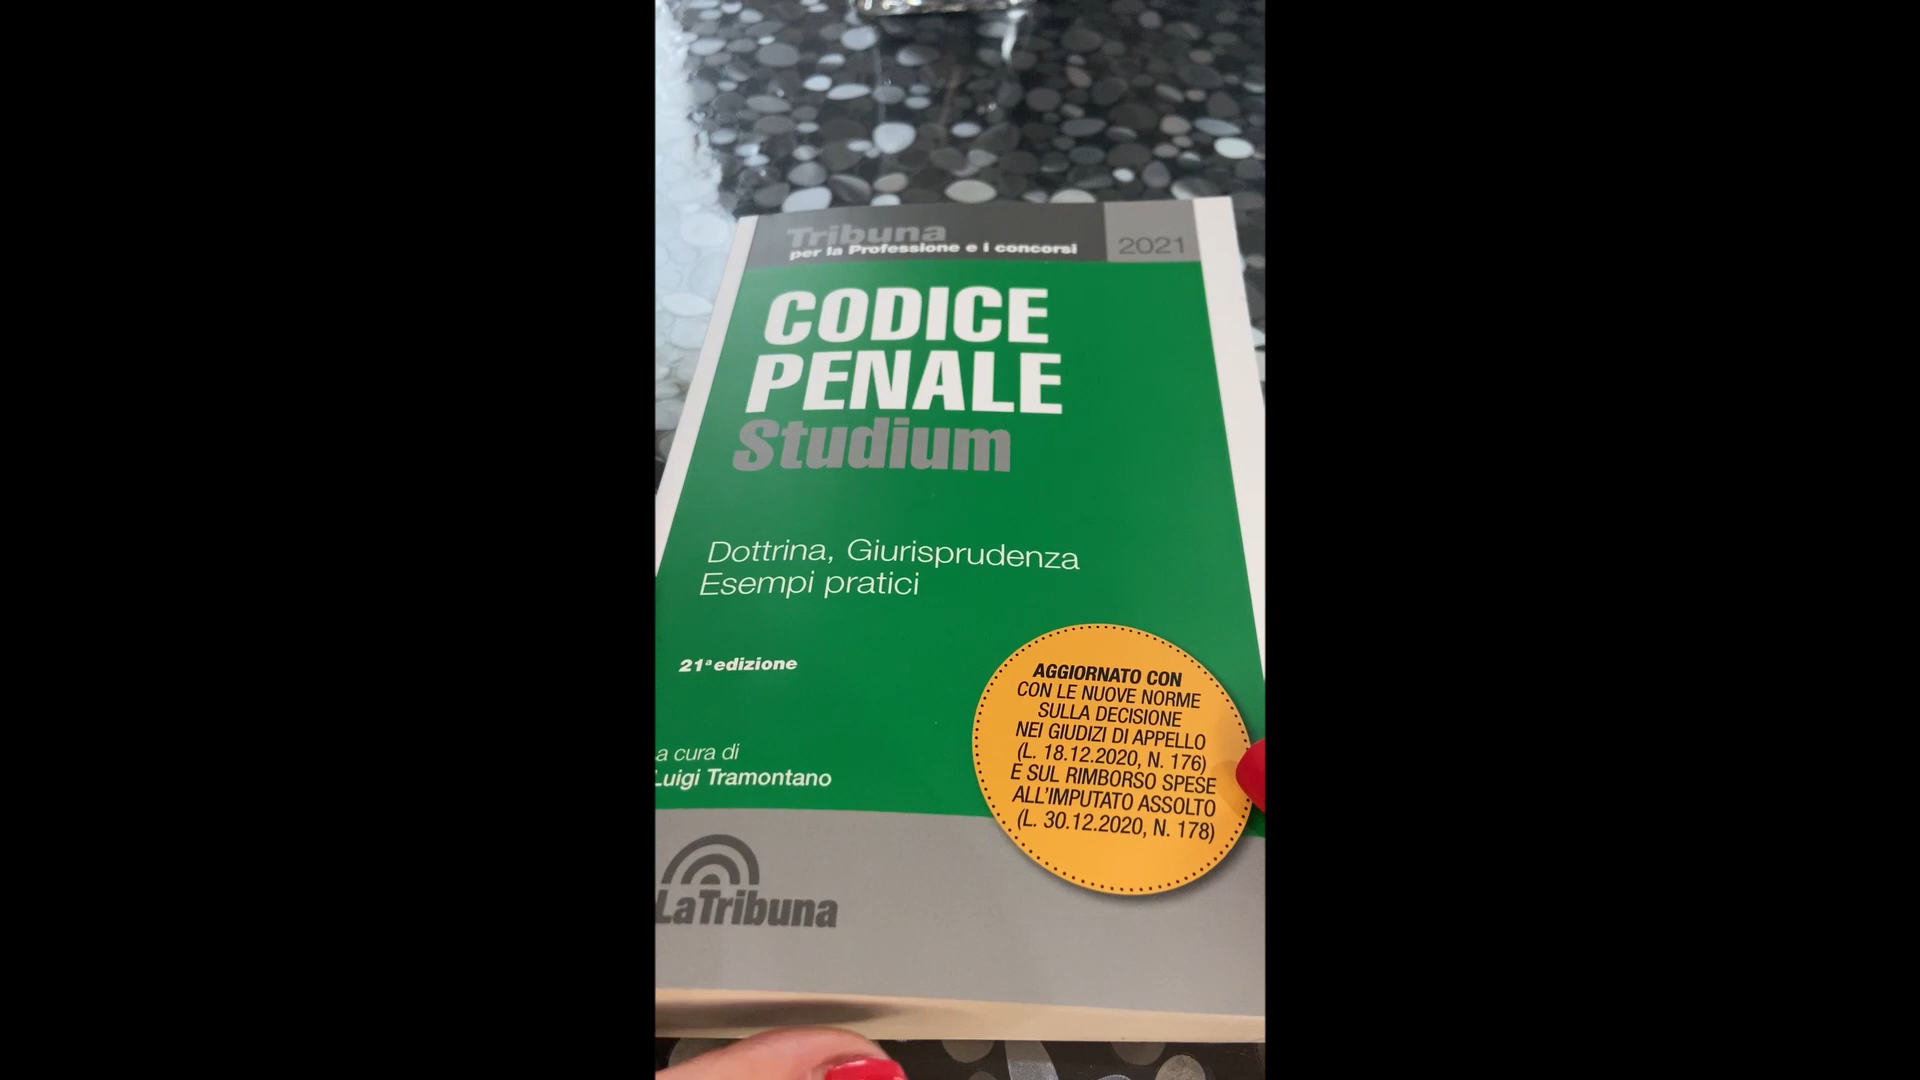 Tribuna
per la Professione e i concorsi
2021
CODICE
PENALE
Studium
Dottrina, Giurisprudenza
Esempi pratici
21ª edizione
AGGIORNATO CON
CON LE NUOVE NORME
SULLA DECISIONE
NEI GIUDIZI DI APPELLO
(L. 18.12.2020, N. 176)
E SUL RIMBORSO SPESE
ALL'IMPUTATO ASSOLTO
(L. 30.12.2020, N. 178)
a cura di
Luigi Tramontano
LaTribuna